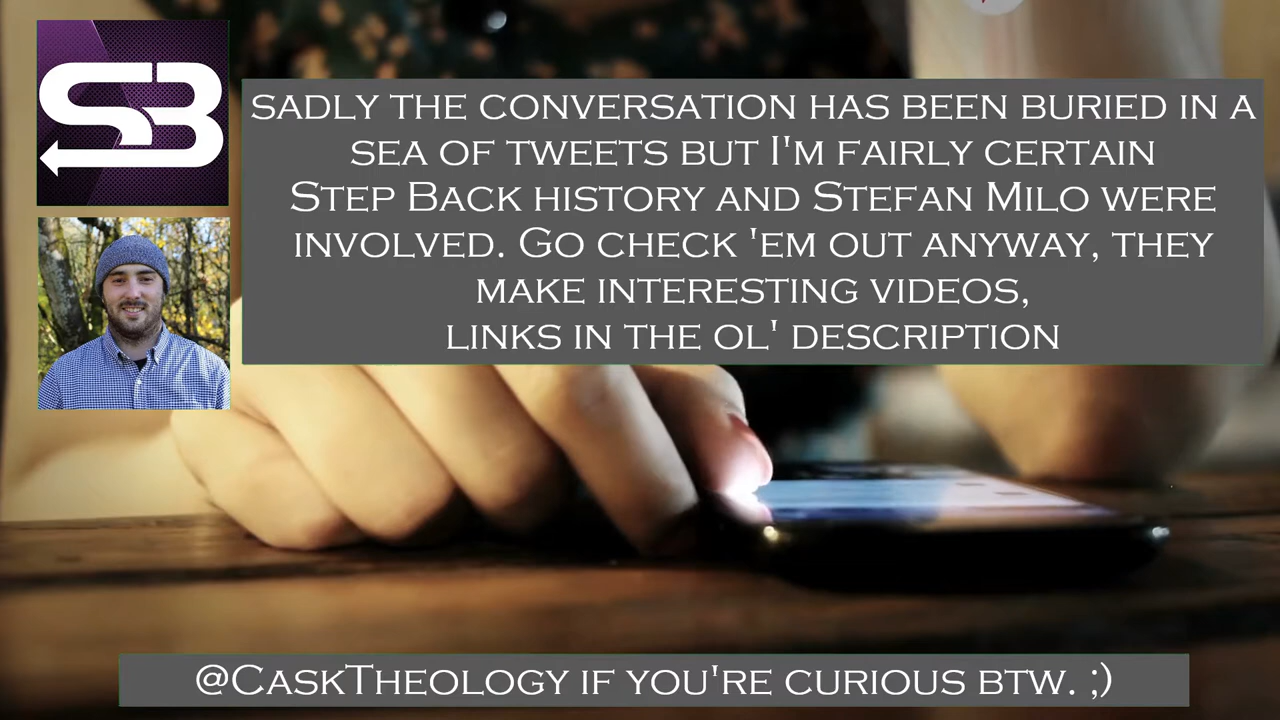 SB
SADLY THE CONVERSATION HAS BEEN BURIED IN A
SEA OF TWEETS BUT I'M FAIRLY CERTAIN
STEP BACK HISTORY AND STEFAN MILO WERE
INVOLVED. GO CHECK 'EM OUT ANYWAY, THEY
MAKE INTERESTING VIDEOS,
LINKS IN THE OL' DESCRIPTION
@CASKTHEOLOGY IF YOU'RE CURIOUS BTW. ;)